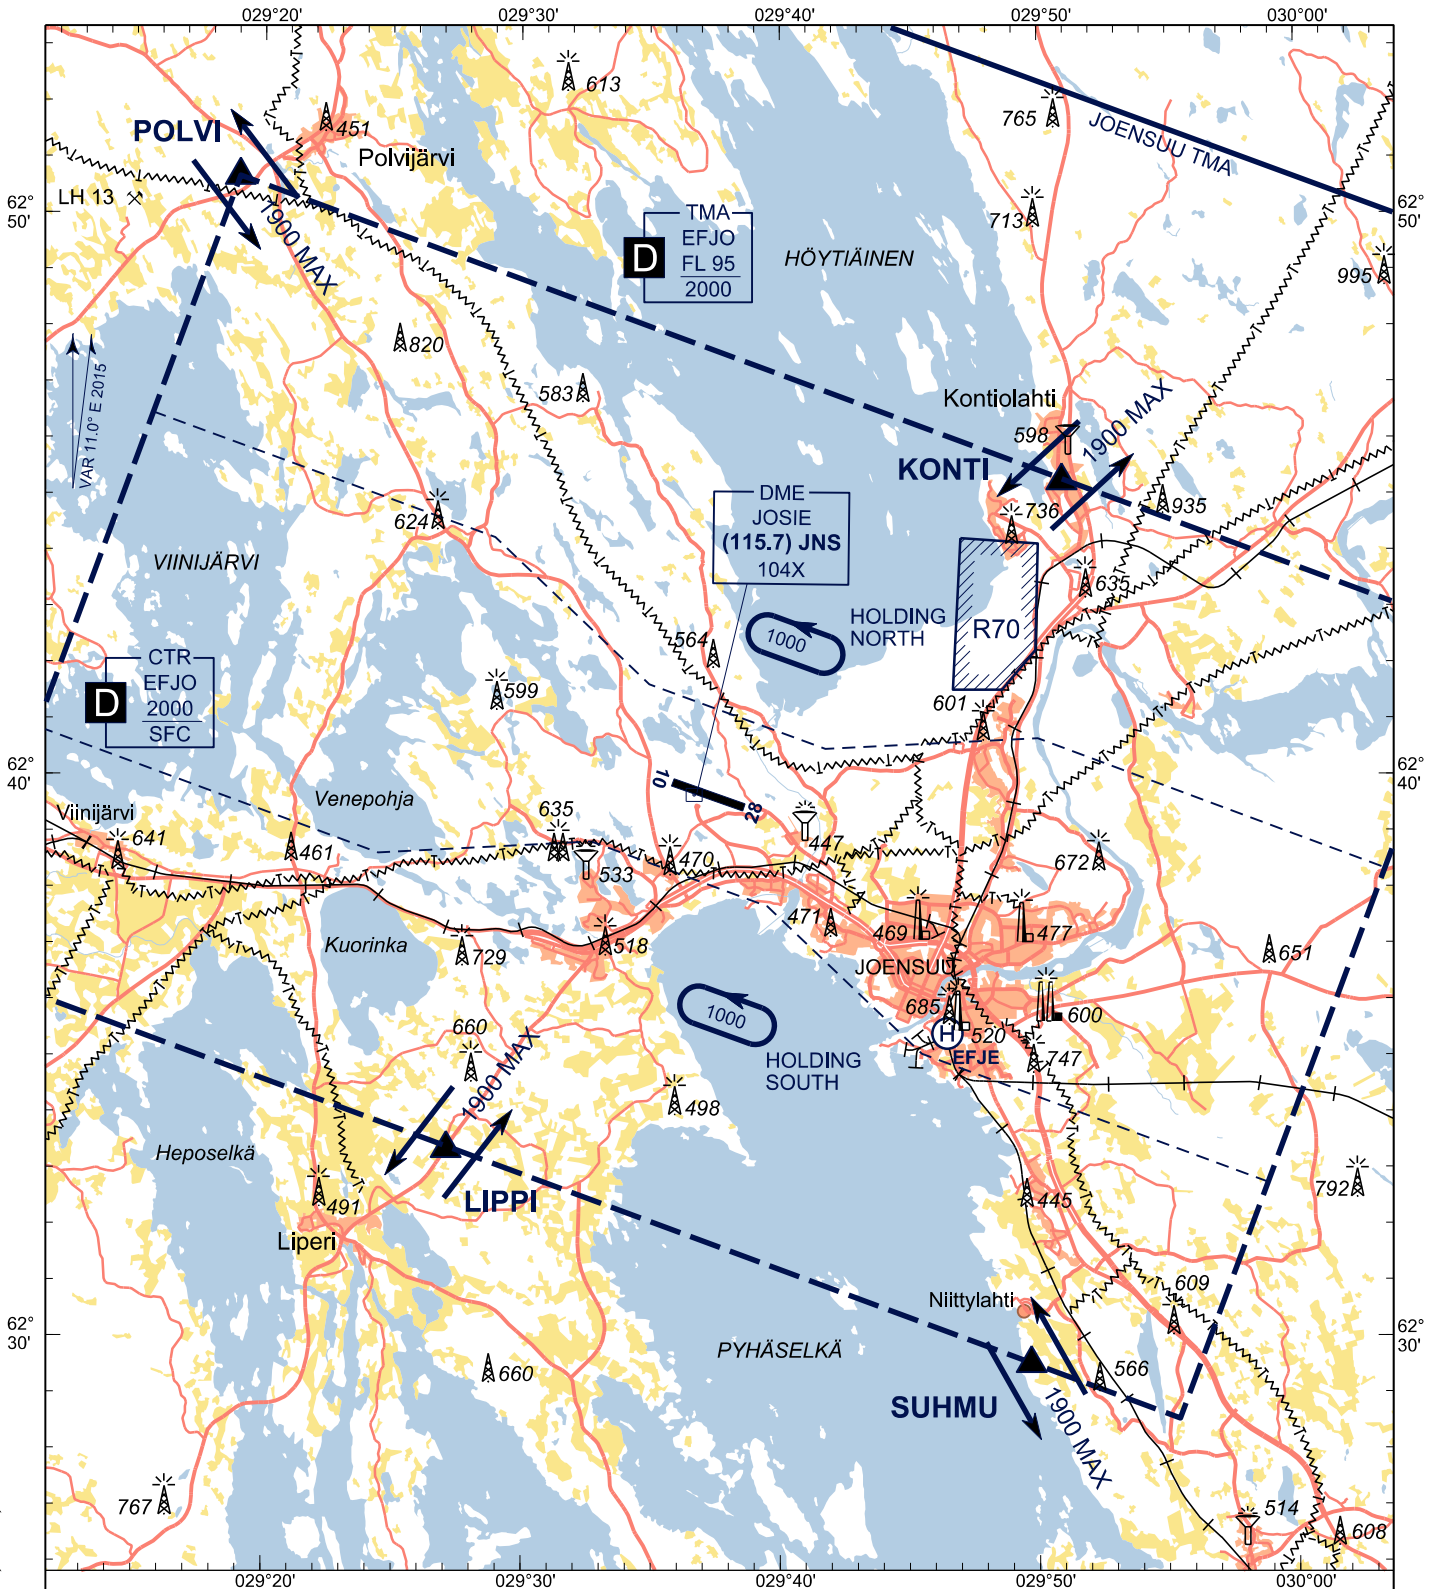 029°20'
029°30'
029°40'
029°50'
030°00'
613
451
POLVI
Polvijärvi
765
JOENSUU TMA
LH 13
62°
50'
62°
50'
1900 MAX
TMA
EFJO
FL 95
2000
D
HÖYTIÄINEN
713
995
VAR 11.0° E 2015
820
583
Kontiolahti
598
1900 MAX
KONTI
935
736
DME
JOSIE
(115.7) JNS
104X
624
VIINIJÄRVI
635
R70
HOLDING
NORTH
1000
564
CTR
EFJO
2000
SFC
D
599
601
62°
40'
62°
40'
10
28
Venepohja
Viinijärvi
641
461
635
533
470
447
672
471
469
477
JOENSUU
651
Kuorinka
729
518
685
520
600
H
EFJE
747
1000
HOLDING
SOUTH
660
1900 MAX
498
Heposelkä
491
LIPPI
Liperi
445
792
609
Niittylahti
62°
30'
62°
30'
PYHÄSELKÄ
660
566
SUHMU
1900 MAX
767
514
608
029°20'
029°30'
029°40'
029°50'
030°00'